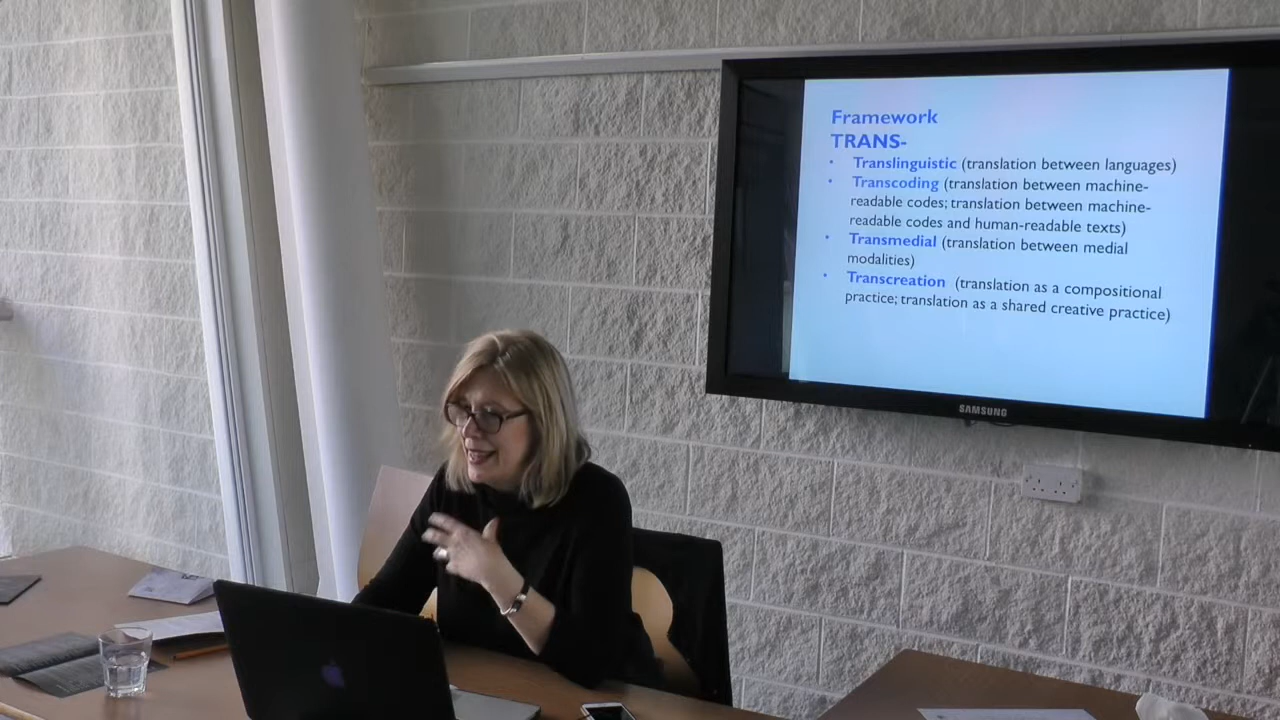 Framework
TRANS-
• Translinguistic (translation between languages)
• Transcoding (translation between machine-
readable codes; translation between machine-
readable codes and human-readable texts)
• Transmedial (translation between medial
modalities)
• Transcreation (translation as a compositional
practice; translation as a shared creative practice)
SAMSUNG